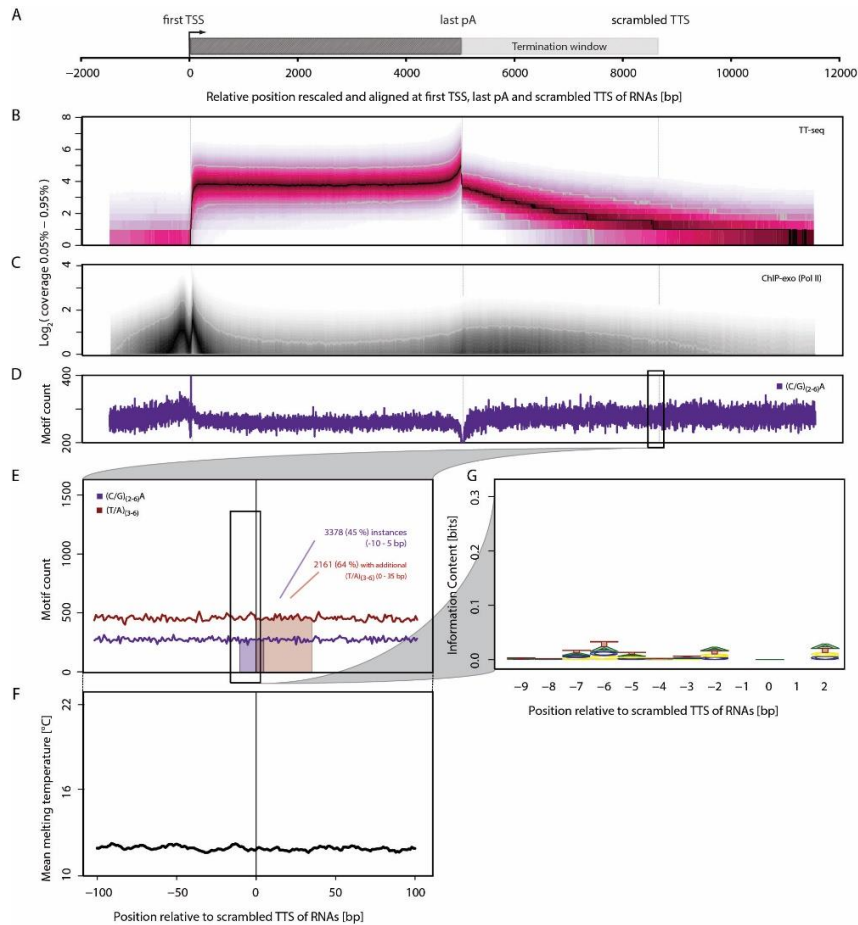 A
first TSS
last pA
scrambled TTS
Termination window
−2000
0
2000
4000
6000
8000
10000
12000
Relative position rescaled and aligned at first TSS, last pA and scrambled TTS of RNAs [bp]
B
8
6
4
2
0
TT-seq
Log2( coverage 0.05% − 0.95%)
C
4
2
0
ChIP-exo (Pol II)
D
400
200
Motif count
(C/G)(2-6)A
E
1500
1000
500
0
Motif count
(C/G)(2-6)A
(T/A)(3-6)
3378 (45 %) instances
(-10 - 5 bp)
2161 (64 %) with additional
(T/A)(3-6) (0 - 35 bp)
G
0.3
0.2
0.1
0.0
Information Content [bits]
−9
−8
−7
−6
−5
−4
−3
−2
−1
0
1
2
Position relative to scrambled TTS of RNAs [bp]
F
22
16
10
Mean melting temperature [°C]
−100
−50
0
50
100
Position relative to scrambled TTS of RNAs [bp]